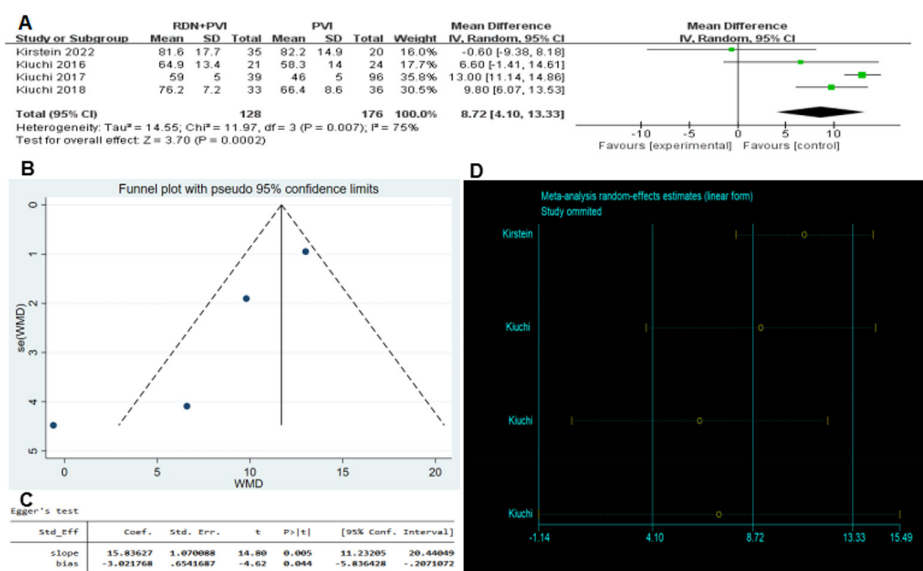 A
RDN+PVI PVI Mean Difference Mean Difference
Study or Subgroup Mean SD Total Mean SD Total Weight IV, Random, 95% CI IV, Random, 95% CI
Kirstein 2022 81.6 17.7 35 82.2 14.9 20 16.0% -0.60 [-9.38, 8.18]
Kiuchi 2016 64.9 13.4 21 58.3 14 24 17.7% 6.60 [-1.41, 14.61]
Kiuchi 2017 59 5 39 46 5 96 35.8% 13.00 [11.14, 14.86]
Kiuchi 2018 76.2 7.2 33 66.4 8.6 36 30.5% 9.80 [6.07, 13.53]
Total (95% CI) 128 176 100.0% 8.72 [4.10, 13.33]
Heterogeneity: Tau² = 14.55; Chi² = 11.97, df = 3 (P = 0.007); I² = 75%
Test for overall effect: Z = 3.70 (P = 0.0002)
-10 -5 0 5 10
Favours [experimental] Favours [control]
B
Funnel plot with pseudo 95% confidence limits
0
1
2
3
4
5
se(WMD)
0 5 10 15 20
WMD
C
Egger's test
Std_Eff Coef. Std. Err. t P>|t| [95% Conf. Interval]
slope 15.83627 1.070088 14.80 0.005 11.23205 20.44049
bias -3.021768 .6541687 -4.62 0.044 -5.836428 -.2071072
D
Meta-analysis random-effects estimates (linear form)
Study ommited
Kirstein
Kiuchi
Kiuchi
Kiuchi
-1.14 4.10 8.72 13.33 15.49